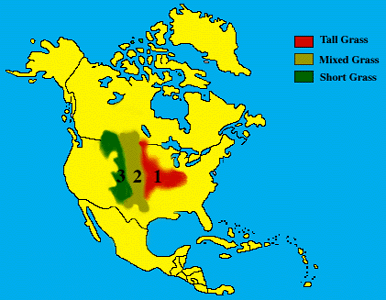 Tall Grass
Mixed Grass
Short Grass
3 2 1